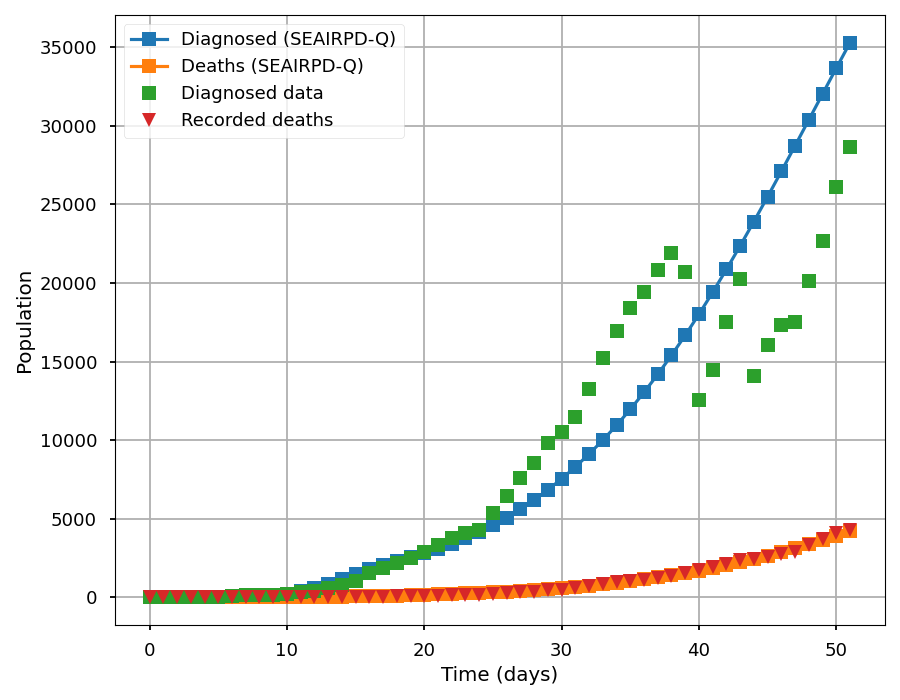 Diagnosed (SEAIRPD-Q)
Deaths (SEAIRPD-Q)
Diagnosed data
Recorded deaths
35000
30000
25000
20000
15000
10000
5000
0
Population
0 10 20 30 40 50
Time (days)